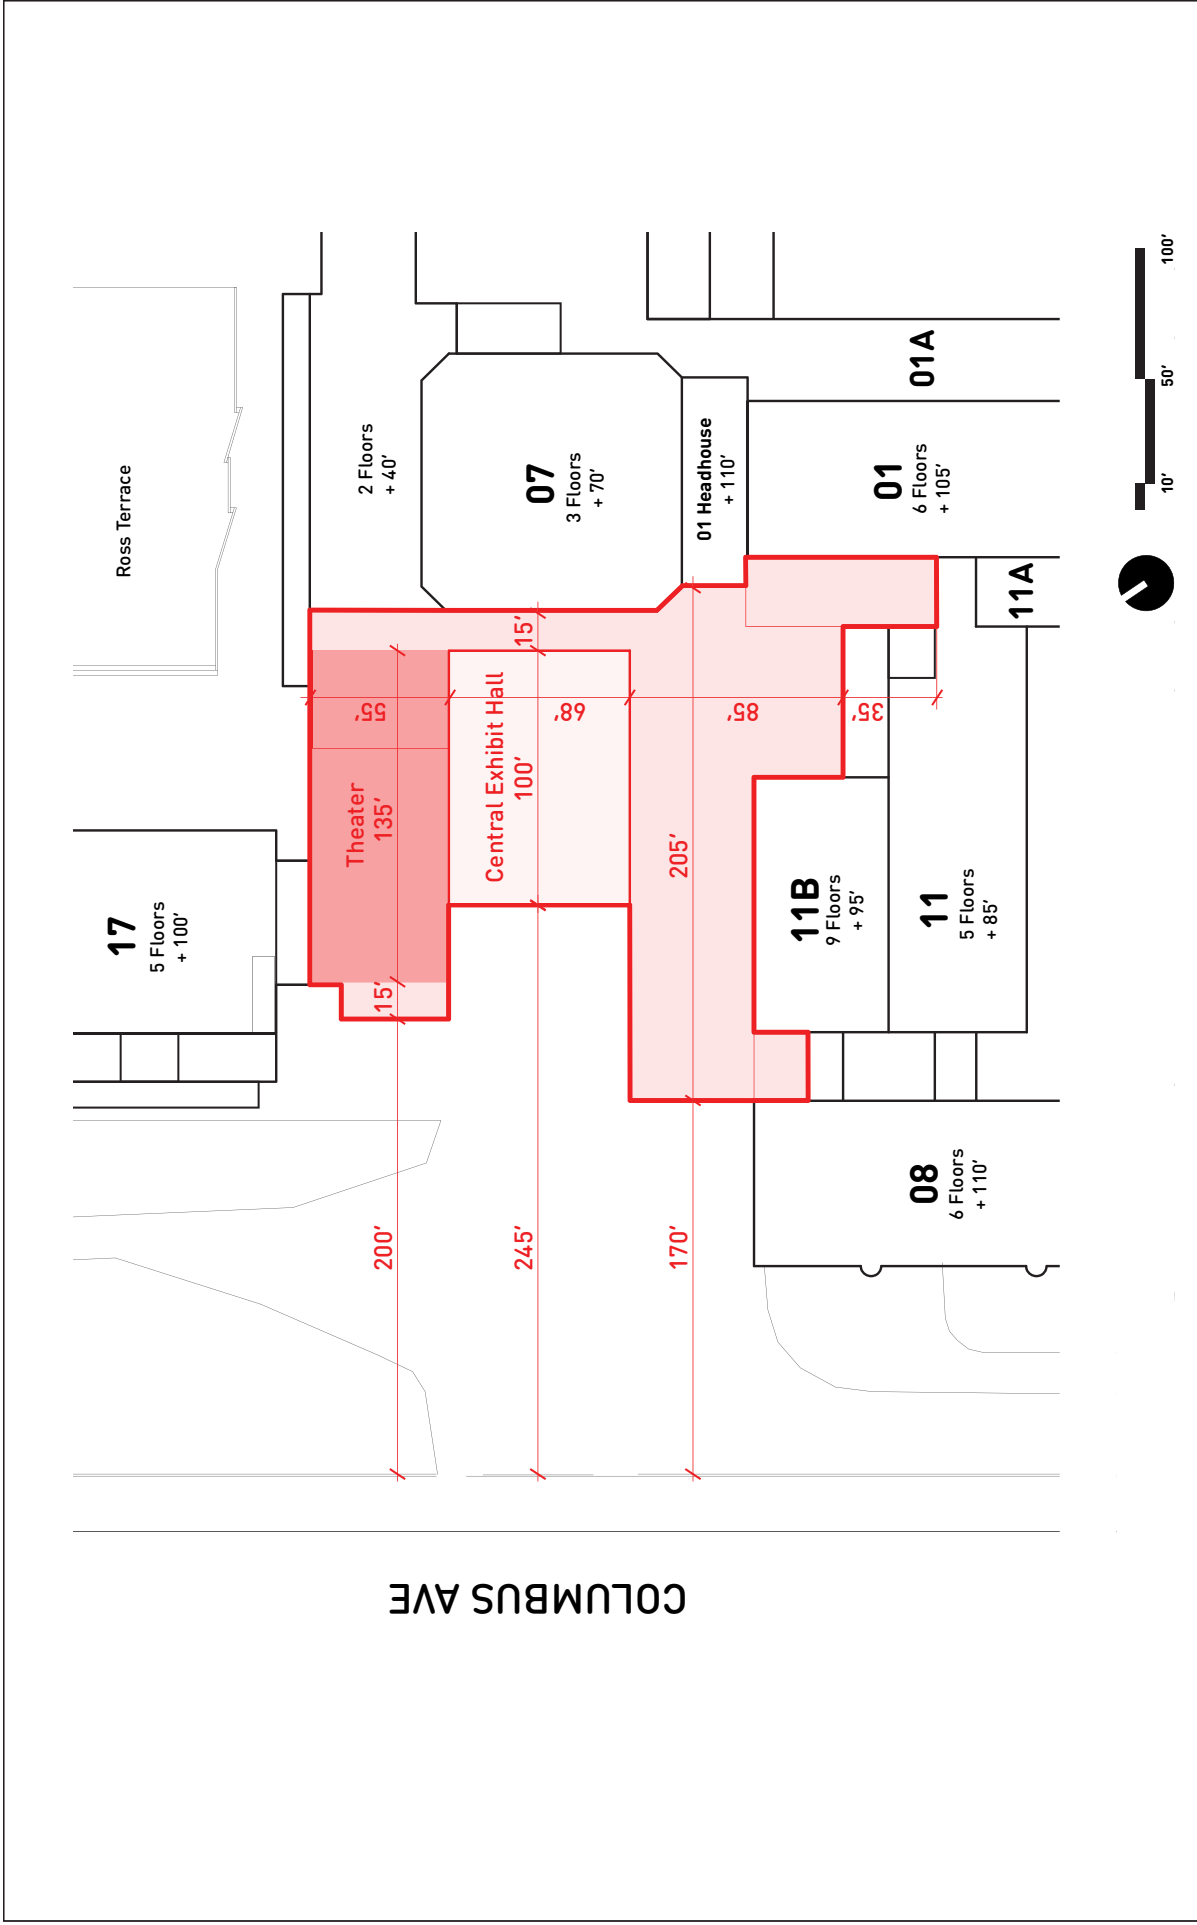 Ross Terrace
2 Floors
+ 40′
07
3 Floors
+ 70′
01 Headhouse
+ 110′
01A
01
6 Floors
+ 105′
11A
10′
50′
100′
17
5 Floors
+ 100′
Theater
135′
15′
55′
Central Exhibit Hall
100′
15′
68′
85′
35′
205′
11B
9 Floors
+ 95′
11
5 Floors
+ 85′
08
6 Floors
+ 110′
200′
245′
170′
COLUMBUS AVE